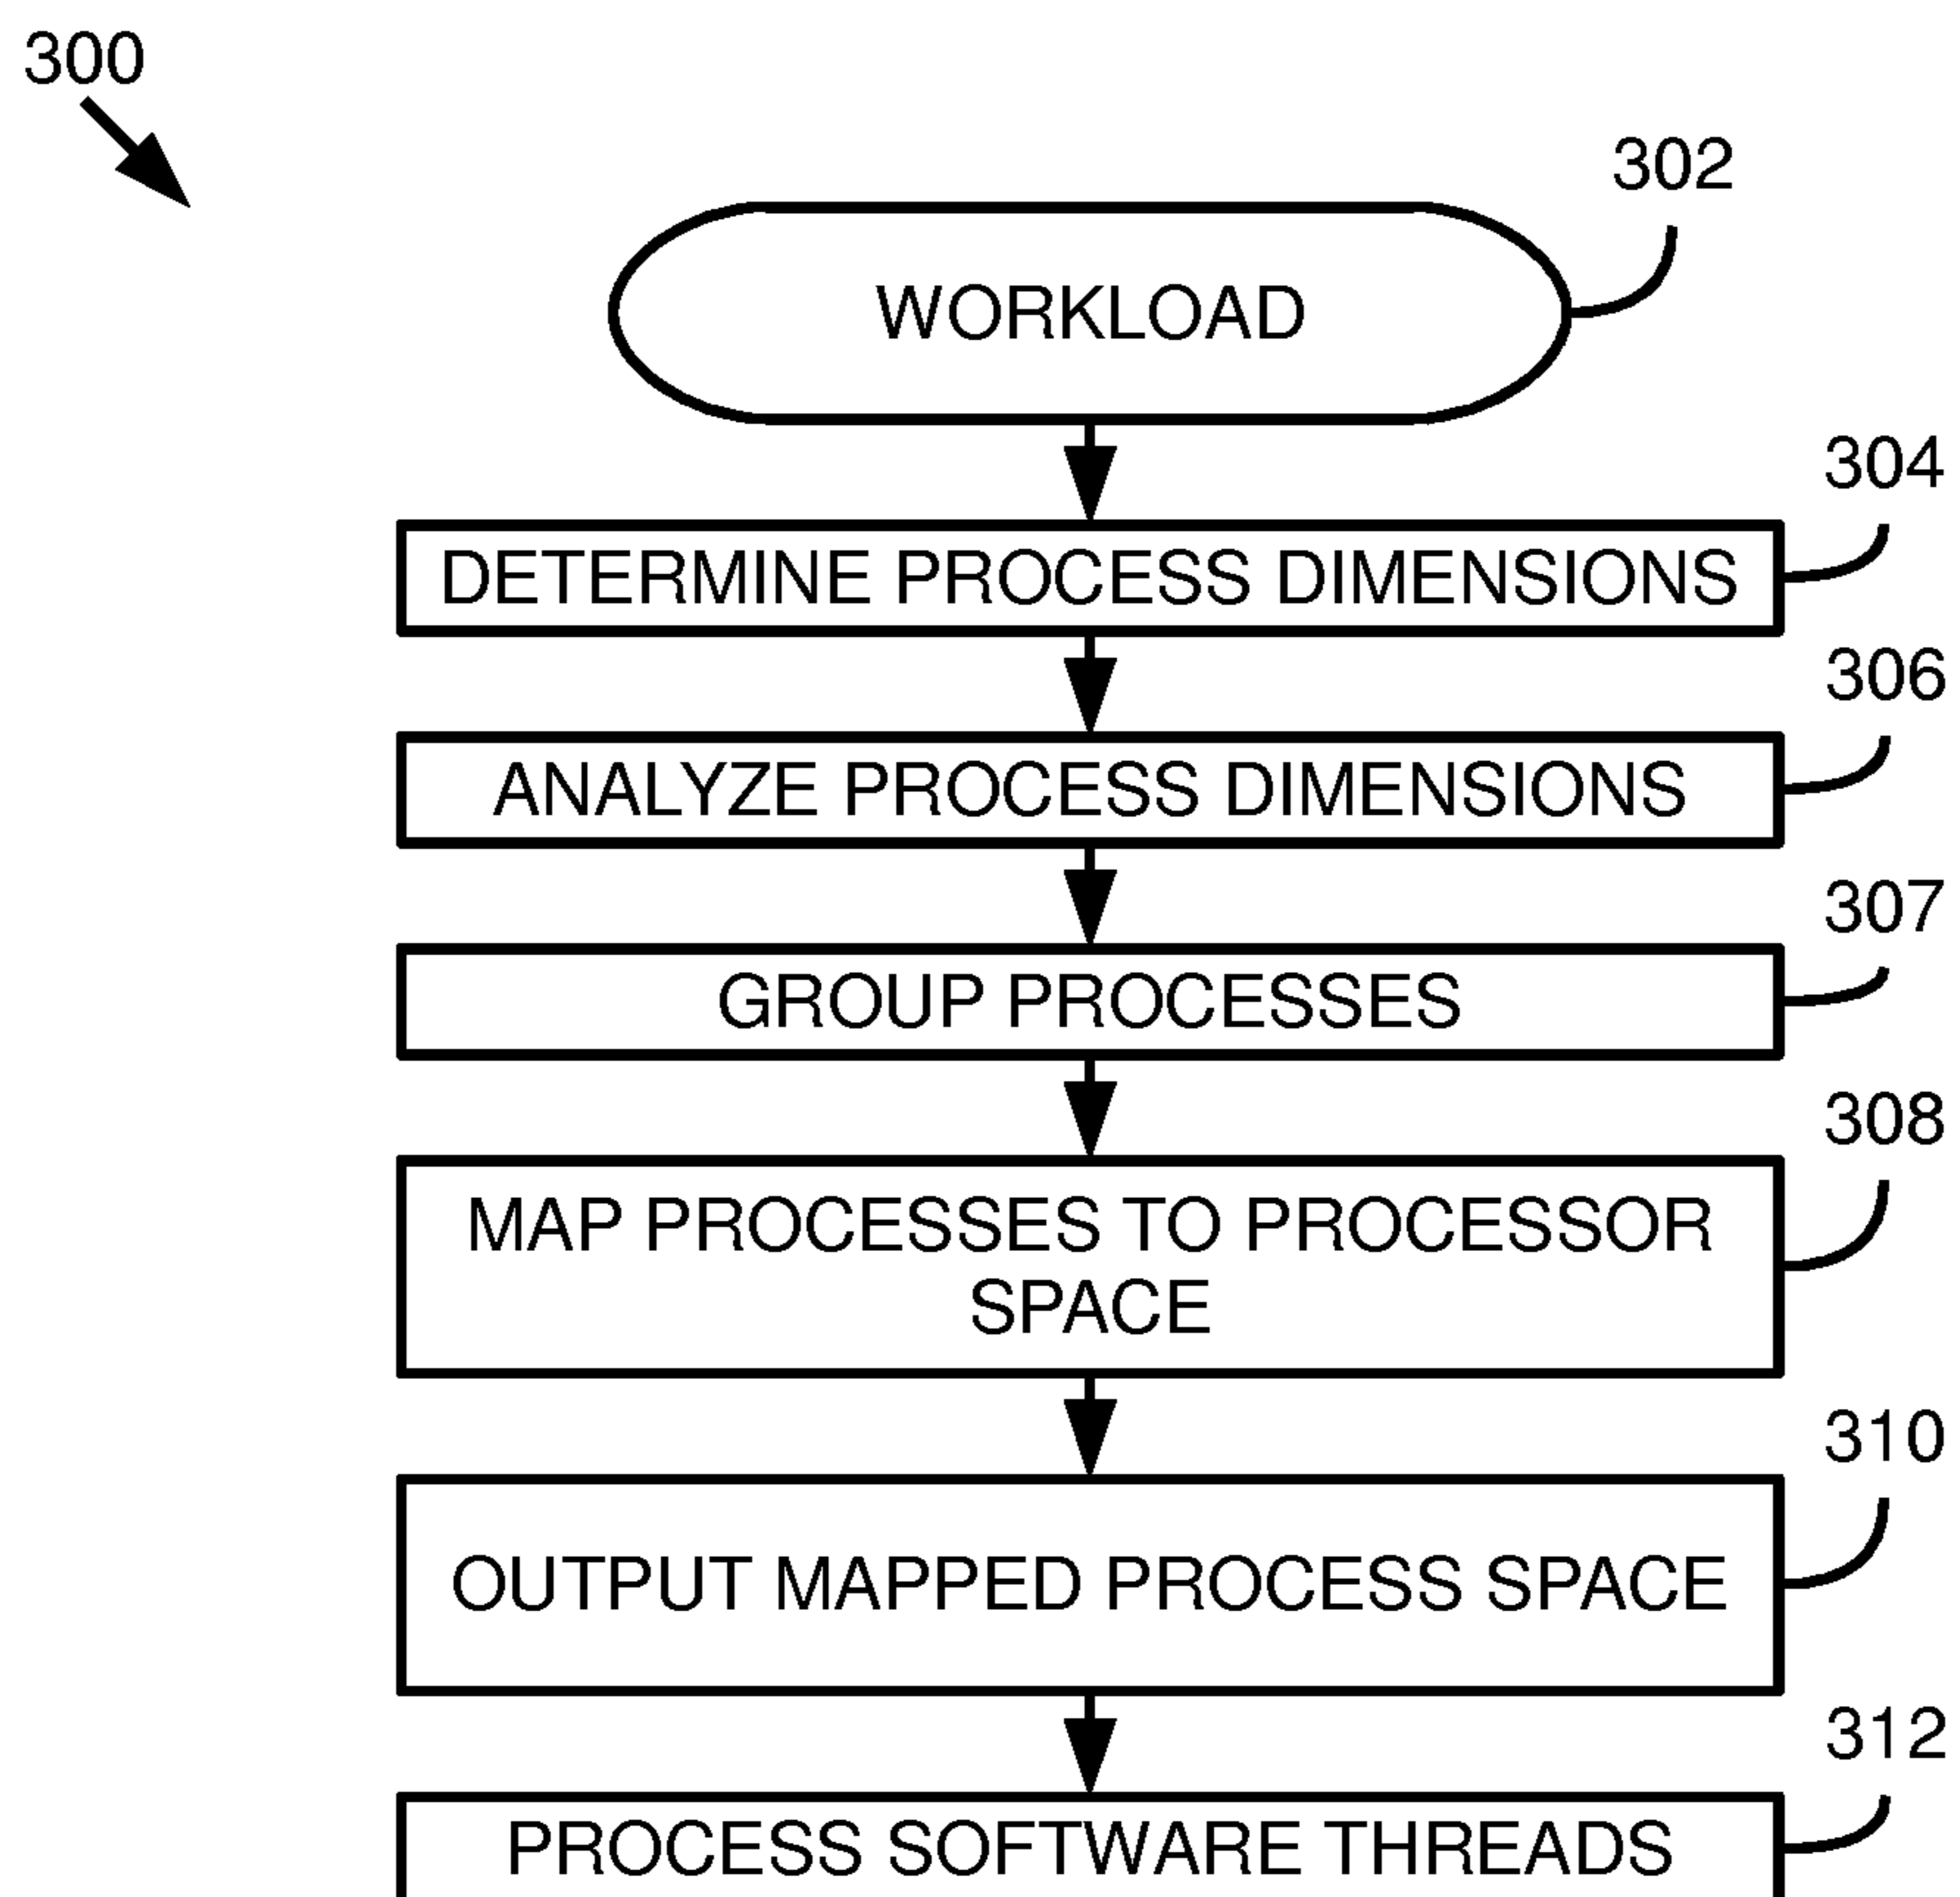 300
302
WORKLOAD
304
DETERMINE PROCESS DIMENSIONS
306
ANALYZE PROCESS DIMENSIONS
307
GROUP PROCESSES
308
MAP PROCESSES TO PROCESSOR
SPACE
310
OUTPUT MAPPED PROCESS SPACE
312
PROCESS SOFTWARE THREADS